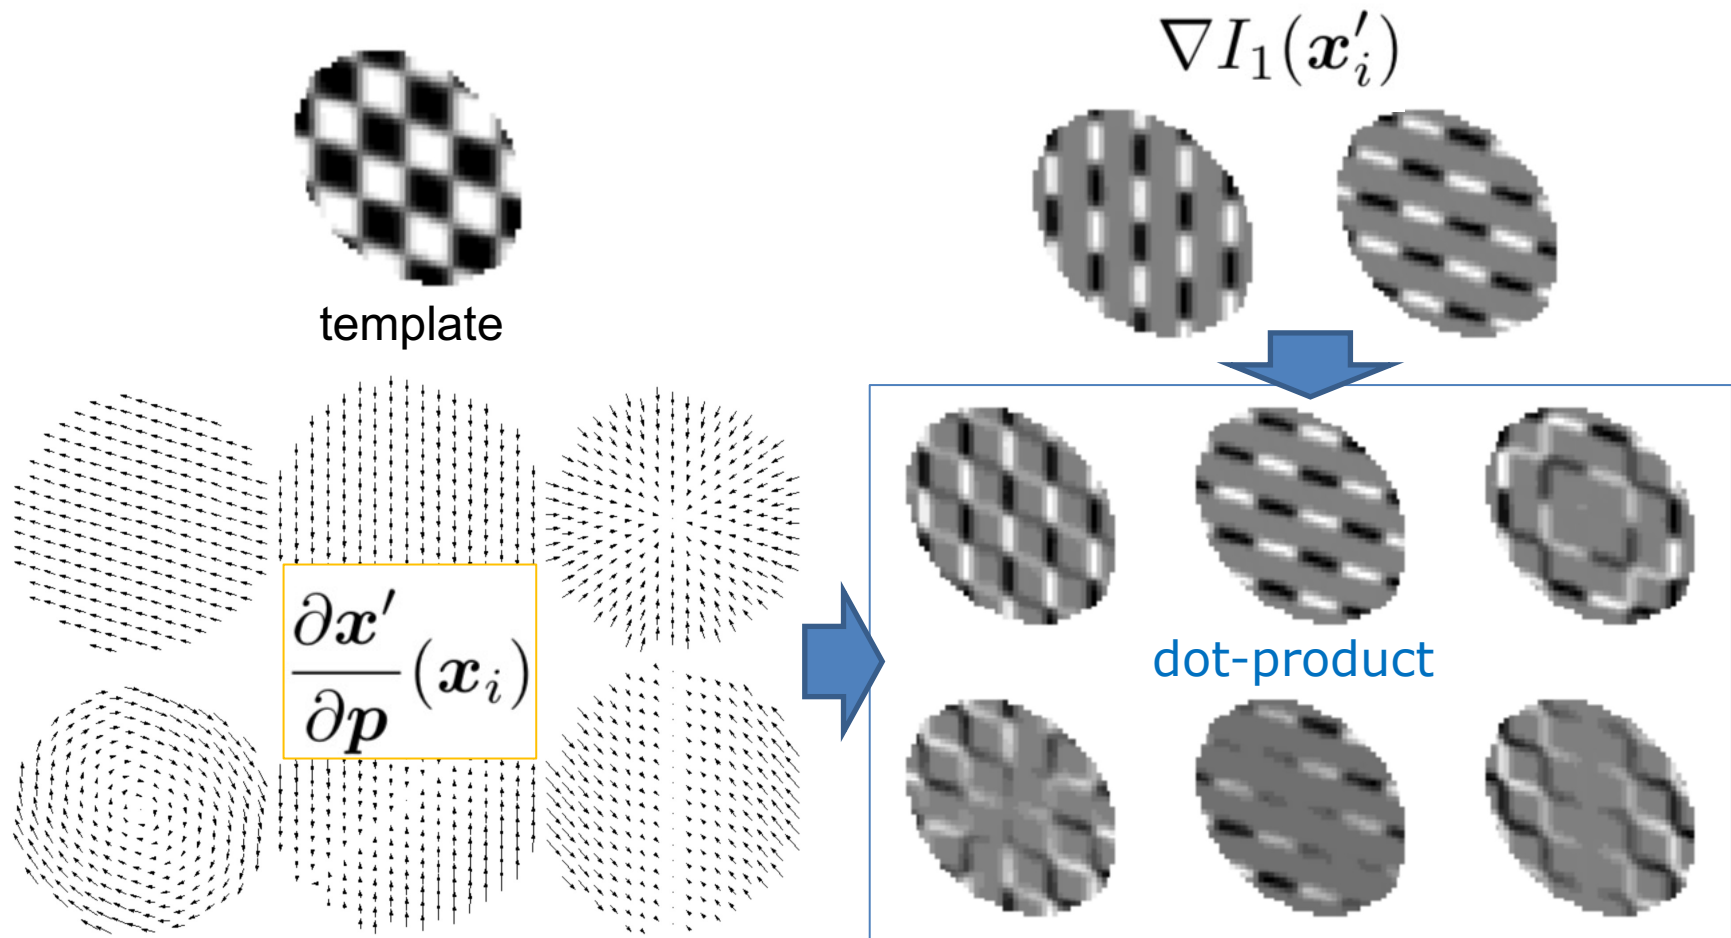 ∇I₁(𝒙′ᵢ)
template
∂𝒙′/∂𝒑 (𝒙ᵢ)
dot-product